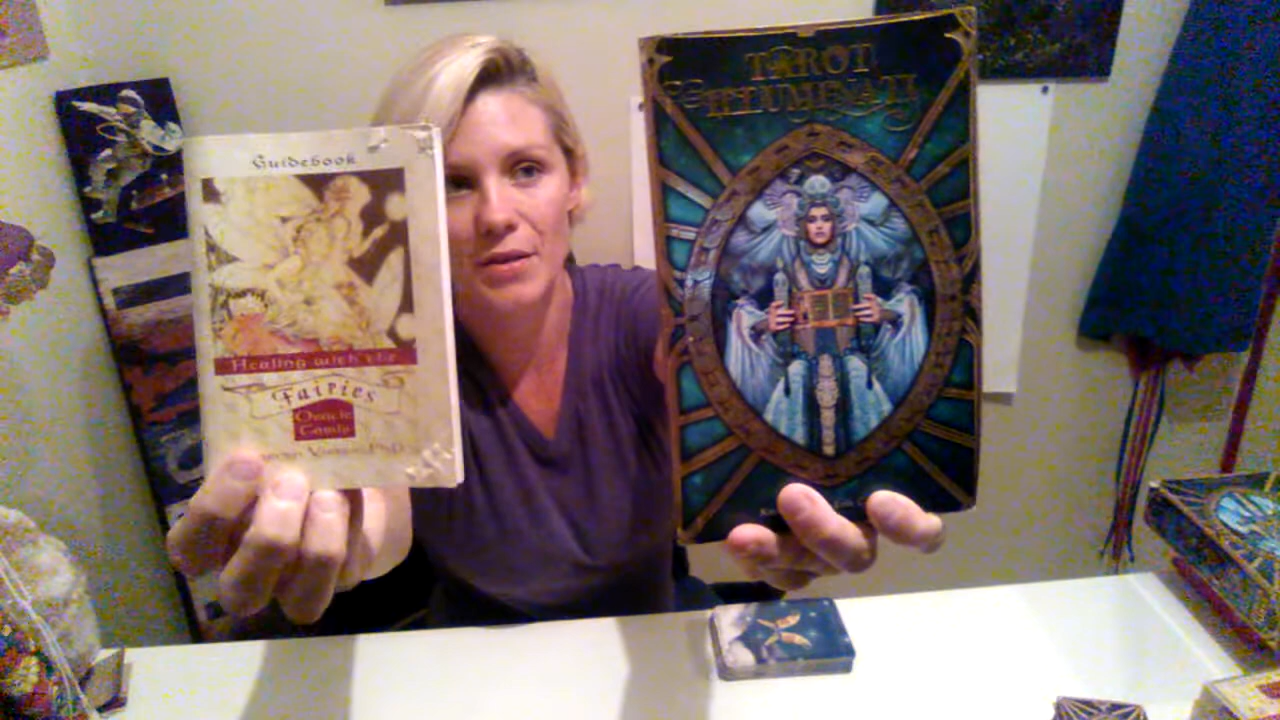 Guidebook
Healing with the
Fairies
Oracle
Cards
TAROT
ILLUMINATI